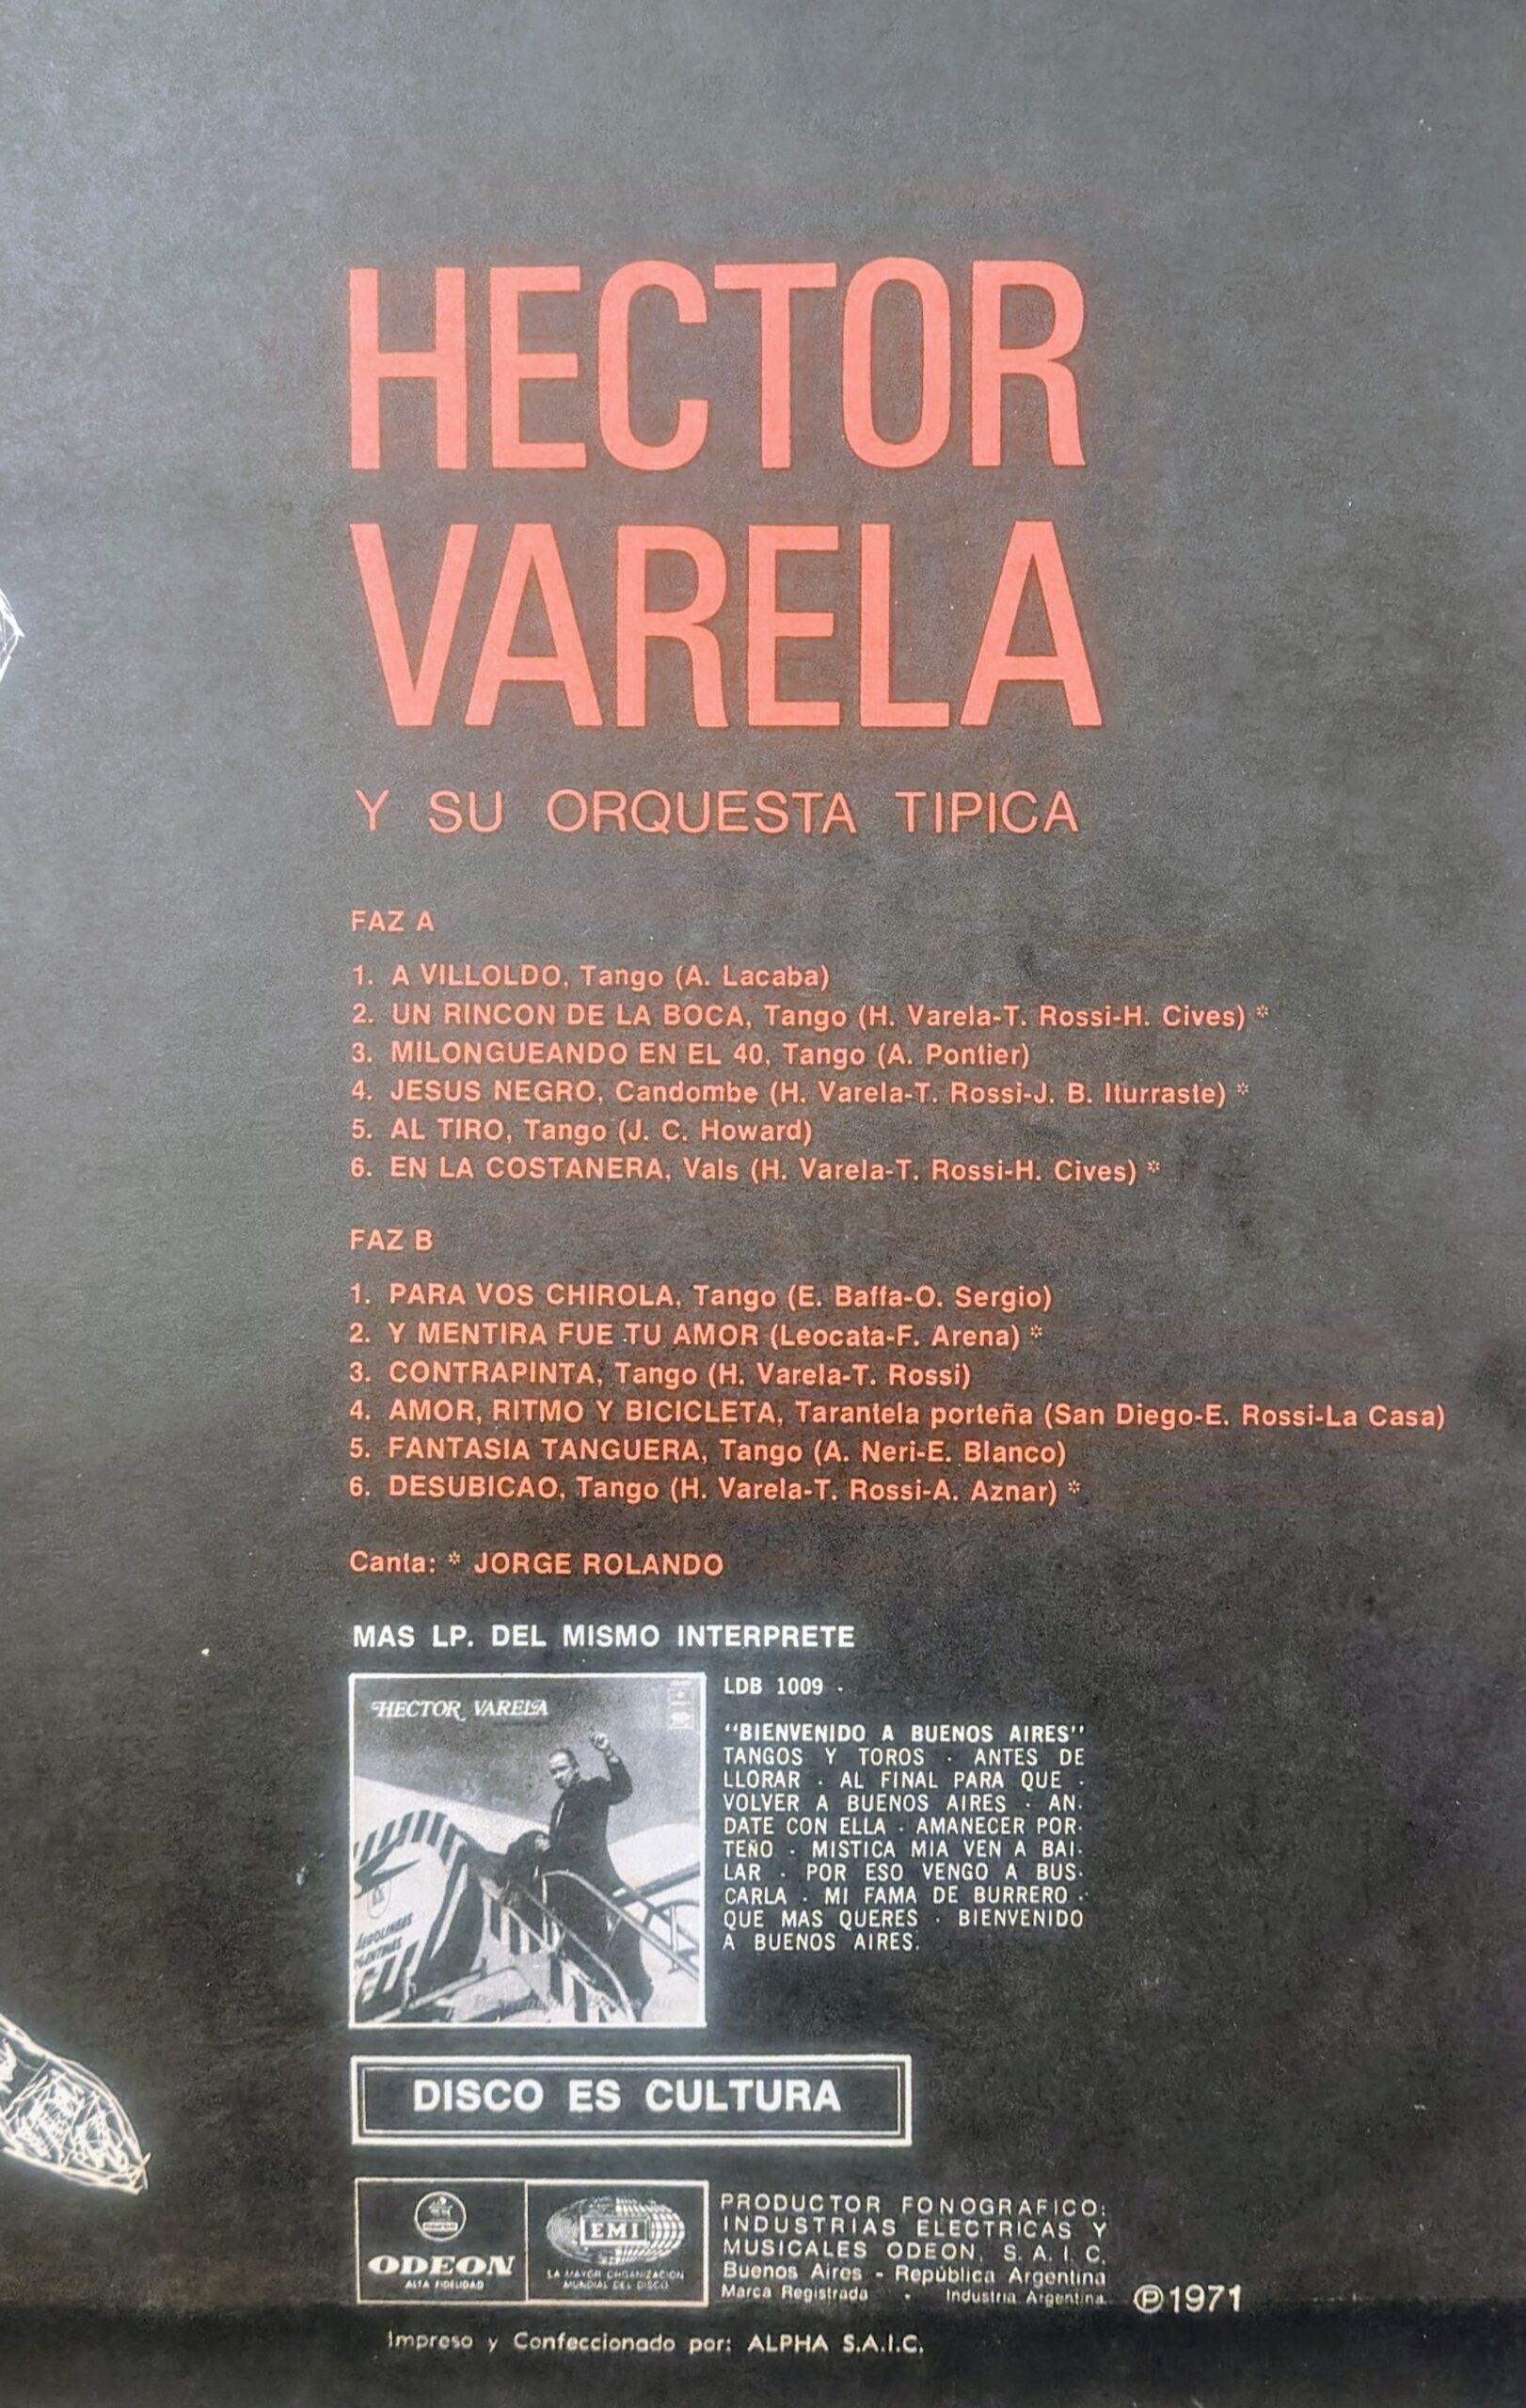 HECTOR
VARELA
Y SU ORQUESTA TIPICA
FAZ A
1. A VILLOLDO, Tango (A. Lacaba)
2. UN RINCON DE LA BOCA, Tango (H. Varela-T. Rossi-H. Cives) *
3. MILONGUEANDO EN EL 40, Tango (A. Pontier)
4. JESUS NEGRO, Candombe (H. Varela-T. Rossi-J. B. Iturraste) *
5. AL TIRO, Tango (J. C. Howard)
6. EN LA COSTANERA, Vals (H. Varela-T. Rossi-H. Cives) *
FAZ B
1. PARA VOS CHIROLA, Tango (E. Baffa-O. Sergio)
2. Y MENTIRA FUE TU AMOR (Leocata-F. Arena) *
3. CONTRAPINTA, Tango (H. Varela-T. Rossi)
4. AMOR, RITMO Y BICICLETA, Tarantela porteña (San Diego-E. Rossi-La Casa)
5. FANTASIA TANGUERA, Tango (A. Neri-E. Blanco)
6. DESUBICAO, Tango (H. Varela-T. Rossi-A. Aznar) *
Canta: * JORGE ROLANDO
MAS LP. DEL MISMO INTERPRETE
HECTOR VARELA
AEROLINEAS
ARGENTINAS
LDB 1009 .
"BIENVENIDO A BUENOS AIRES"
TANGOS Y TOROS · ANTES DE
LLORAR · AL FINAL PARA QUE ·
VOLVER A BUENOS AIRES · AN-
DATE CON ELLA · AMANECER POR-
TEÑO · MISTICA MIA VEN A BAI-
LAR · POR ESO VENGO A BUS-
CARLA · MI FAMA DE BURRERO ·
QUE MAS QUERES · BIENVENIDO
A BUENOS AIRES.
DISCO ES CULTURA
ODEON
ALTA FIDELIDAD
EMI
LA MAYOR ORGANIZACION
MUNDIAL DEL DISCO
PRODUCTOR FONOGRAFICO:
INDUSTRIAS ELECTRICAS Y
MUSICALES ODEON, S. A. I. C.
Buenos Aires - República Argentina
Marca Registrada . Industria Argentina
℗1971
Impreso y Confeccionado por: ALPHA S.A.I.C.